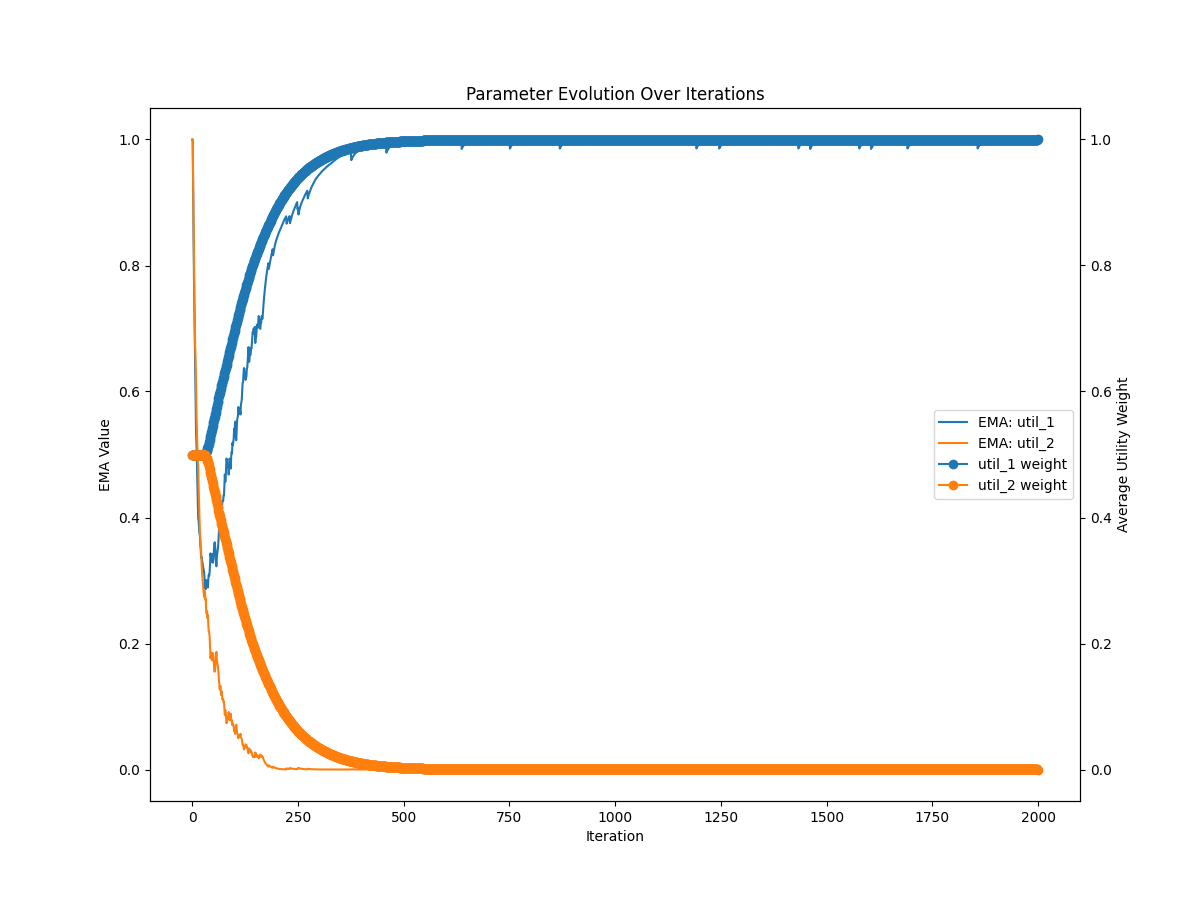 Parameter Evolution Over Iterations
1.0
0.8
0.6
0.4
0.2
0.0
EMA Value
1.0
0.8
0.6
0.4
0.2
0.0
Average Utility Weight
EMA: util_1
EMA: util_2
util_1 weight
util_2 weight
0 250 500 750 1000 1250 1500 1750 2000
Iteration